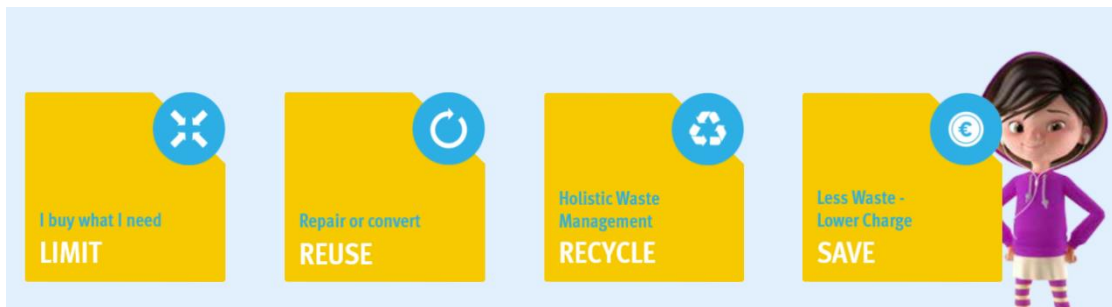 I buy what I need
LIMIT
Repair or convert
REUSE
Holistic Waste
Management
RECYCLE
€
Less Waste -
Lower Charge
SAVE